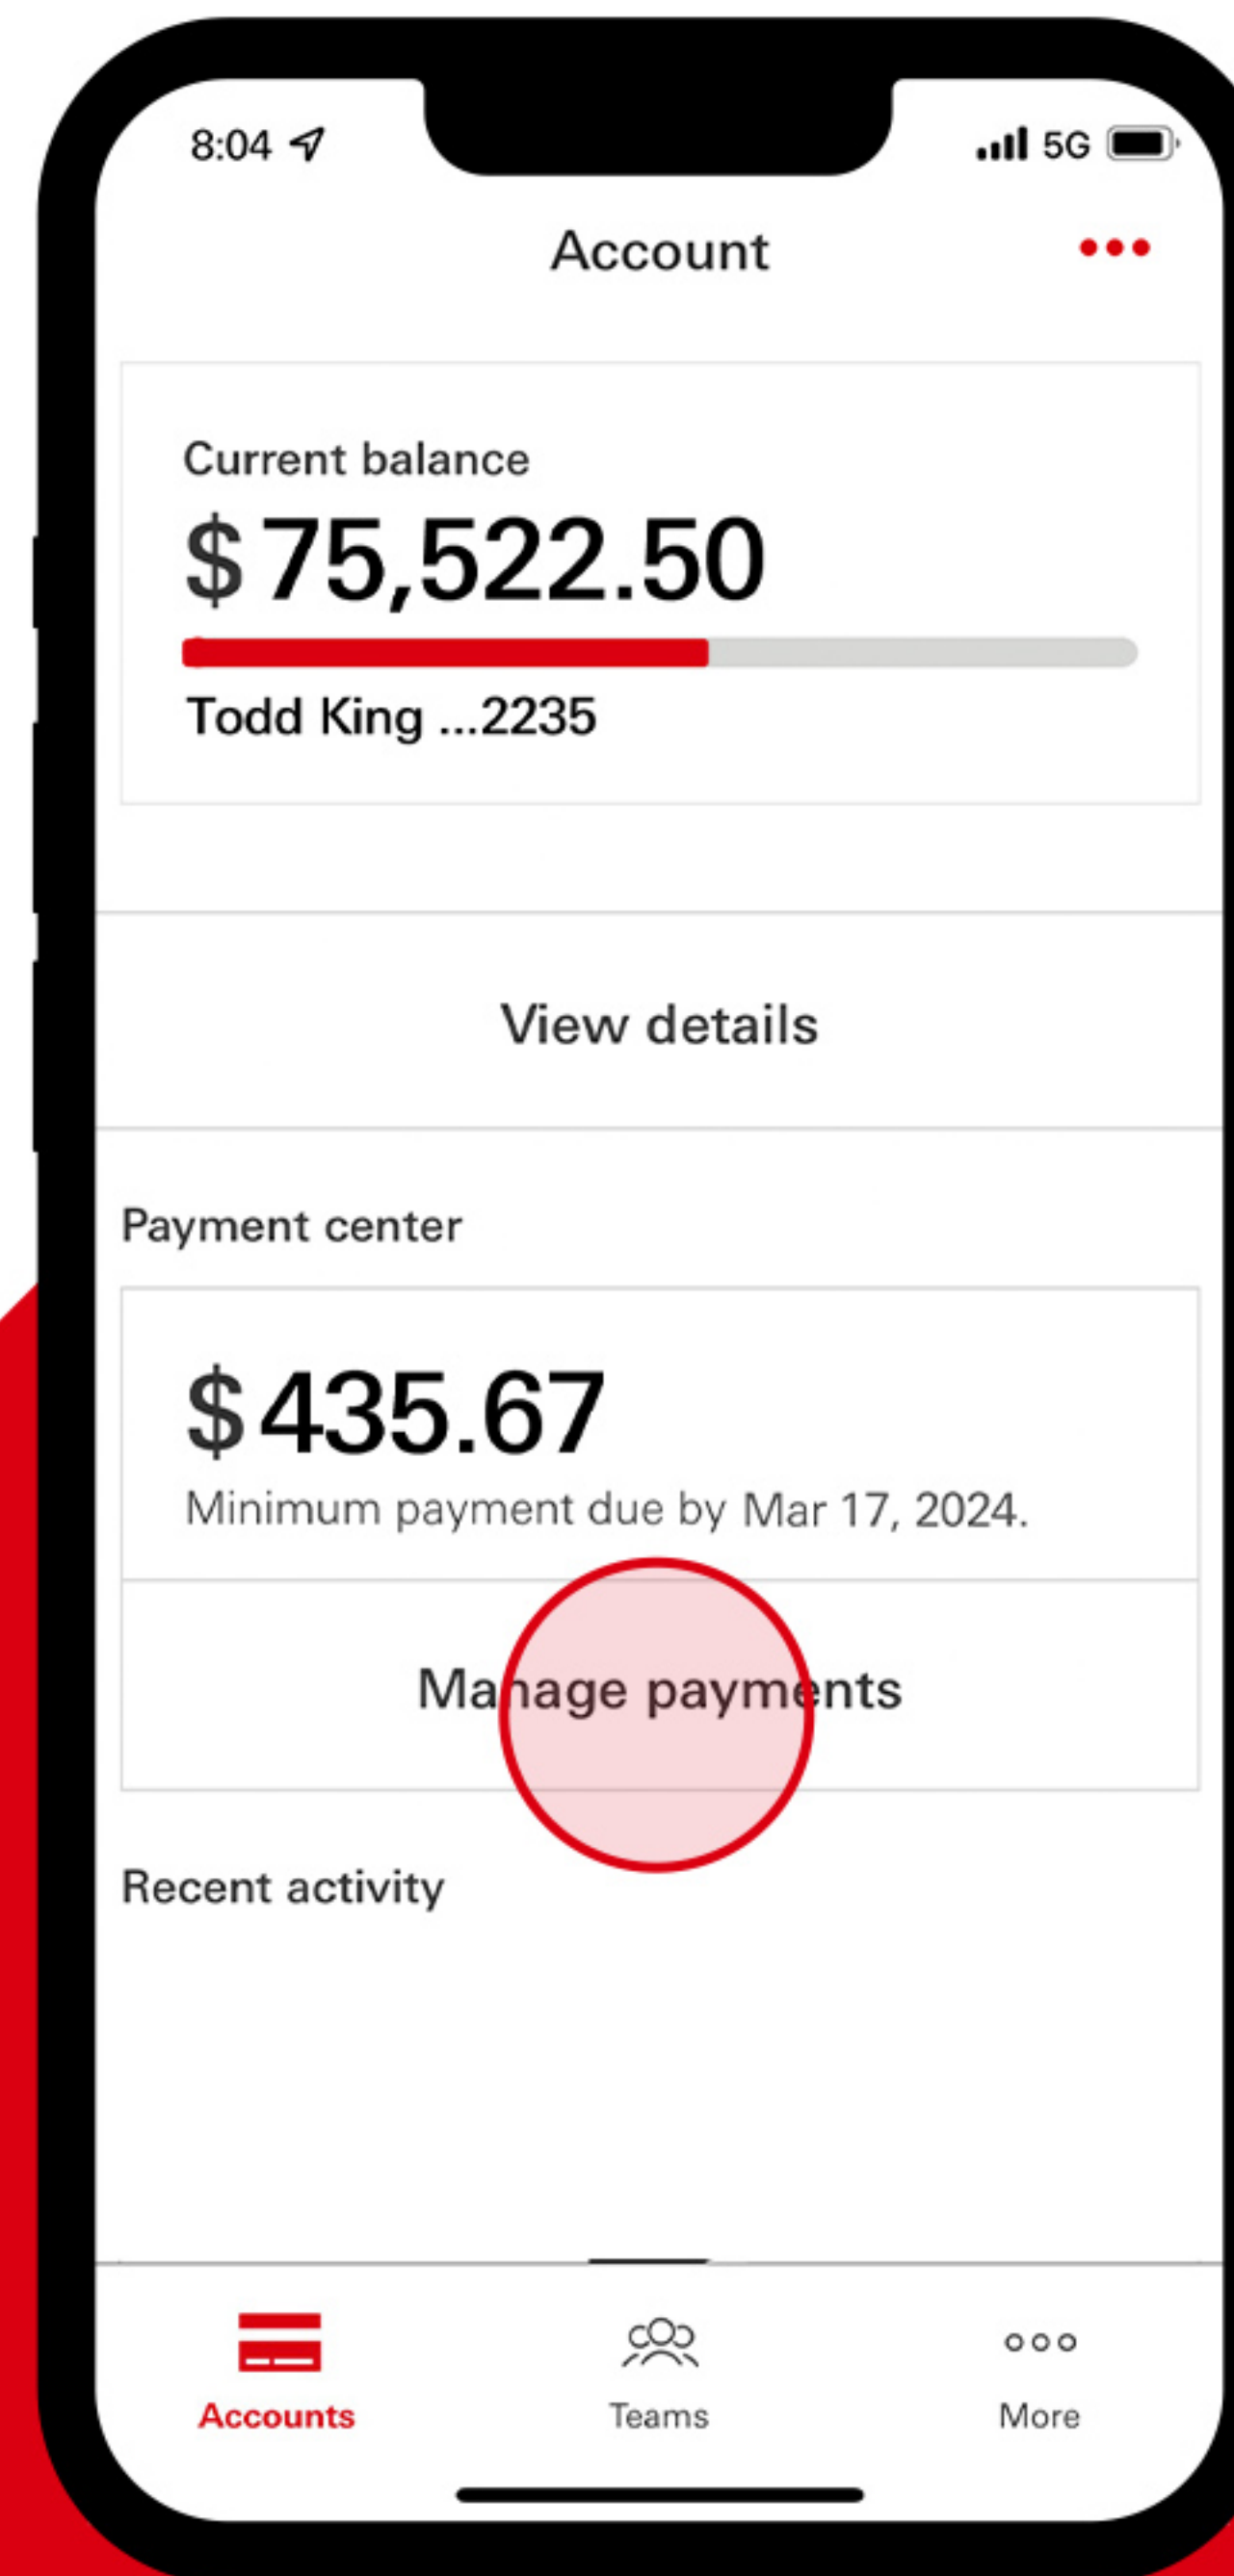 8:04
5G
Account
Current balance
$75,522.50
Todd King ...2235
View details
Payment center
$435.67
Minimum payment due by Mar 17, 2024.
Manage payments
Recent activity
Accounts
Teams
More